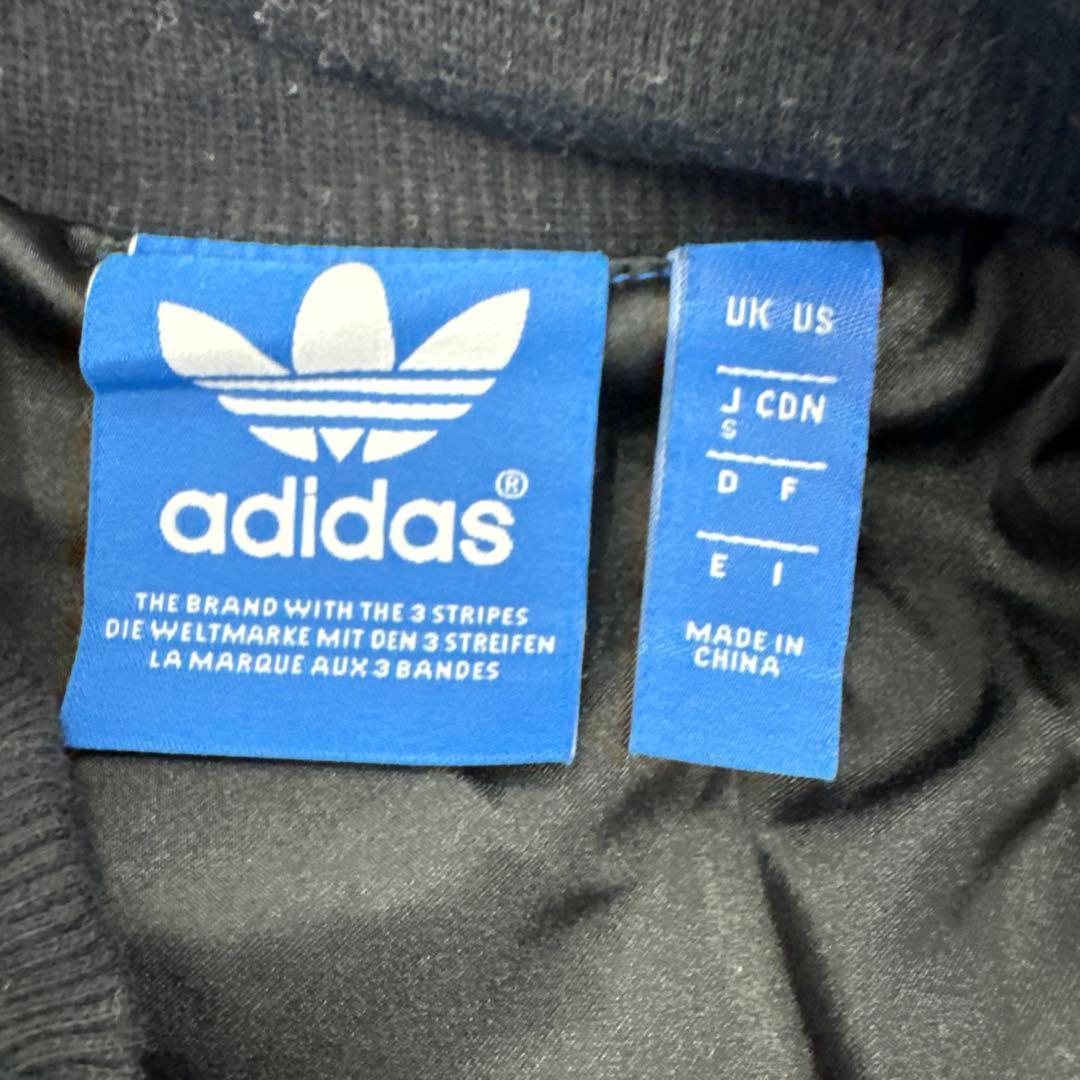 adidas®
THE BRAND WITH THE 3 STRIPES
DIE WELTMARKE MIT DEN 3 STREIFEN
LA MARQUE AUX 3 BANDES
UK US
J CDN
S
D F
E I
MADE IN
CHINA